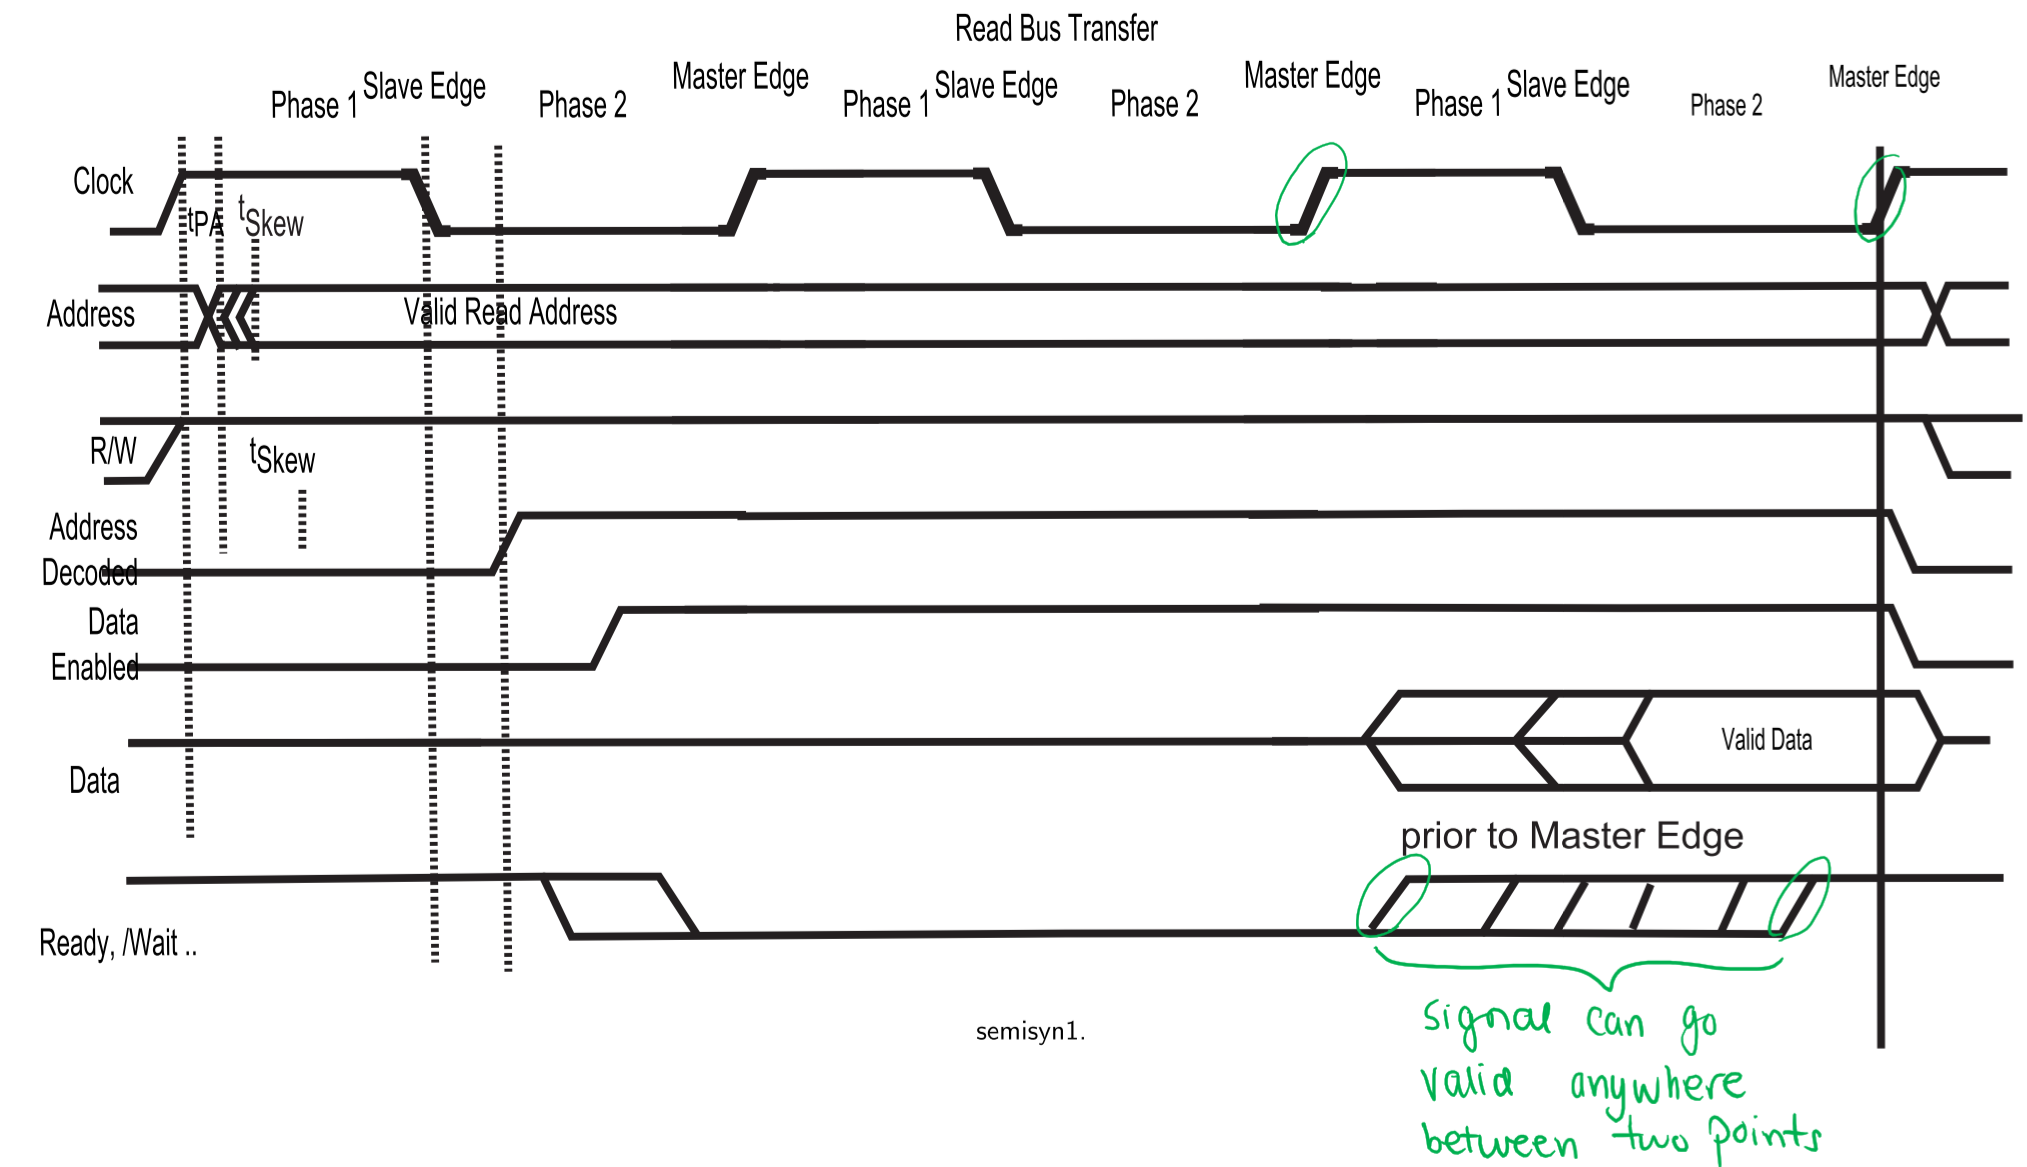 Read Bus Transfer
Phase 1 Slave Edge Phase 2 Master Edge Phase 1 Slave Edge Phase 2 Master Edge Phase 1 Slave Edge Phase 2 Master Edge
Clock
tPA tSkew
Address Valid Read Address
R/W tSkew
Address
Decoded
Data
Enabled
Valid Data
Data
prior to Master Edge
Ready, /Wait ..
semisyn1.
signal can go
valid anywhere
between two points